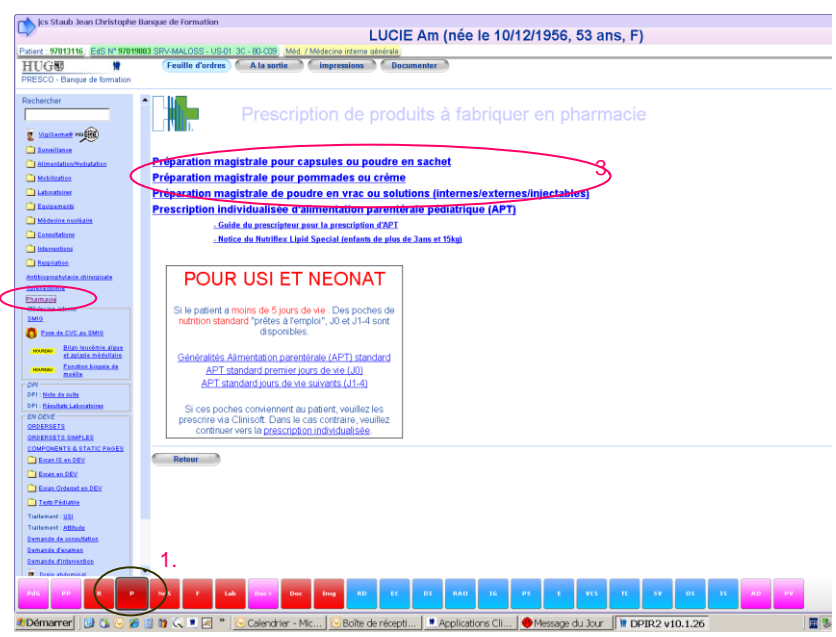 jcs Staub Jean Christophe Banque de Formation
LUCIE Am (née le 10/12/1956, 53 ans, F)
Patient : 97013116, EdS N° 97019003 SRV-MALOSS - US-01 3C - 80-C09 Méd. / Médecine interne générale
HUG
Feuille d'ordres A la sortie impressions Documenter
PRESCO - Banque de formation
Rechercher
Vigilance
Surveillance
Alimentation/Hydratation
Mobilisation
Laboratoires
Equipements
Médecine nucléaire
Consultations
Interventions
Respiration
Antibioprophylaxie chirurgicale
Pharmacie
Médecine interne
SMIG
Pose de CVC au SMIG
NOUVEAU Bilan leucémie aigue
et aplasie médullaire
NOUVEAU Ponction biopsie de
moëlle
DPI
DPI : Note de suite
DPI : Résultats Laboratoires
EN DEVE
ORDERSETS
ORDERSETS SIMPLES
COMPONENTS & STATIC PAGES
Ecran IS en DEV
Ecran en DEV
Ecran Orderset en DEV
Tests Pédiatrie
Traitement : USI
Traitement : Attitude
Demande de consultation
Demande d'examen
Demande d'intervention
Prescription de produits à fabriquer en pharmacie
3
Préparation magistrale pour capsules ou poudre en sachet
Préparation magistrale pour pommades ou crème
Préparation magistrale de poudre en vrac ou solutions (internes/externes/injectables)
Prescription individualisée d'alimentation parentérale pédiatrique (APT)
- Guide du prescripteur pour la prescription d'APT
- Notice du Nutriflex Lipid Special (enfants de plus de 3ans et 15kg)
POUR USI ET NEONAT
Si le patient a moins de 5 jours de vie . Des poches de
nutrition standard "prêtes à l'emploi", J0 et J1-4 sont
disponibles.
Généralités Alimentation parentérale (APT) standard
APT standard premier jours de vie (J0)
APT standard jours de vie suivants (J1-4)
Si ces poches conviennent au patient, veuillez les
prescrire via Clinisoft. Dans le cas contraire, veuillez
continuer vers la prescription individualisée.
Retour
1.
PdG PP R P F Lab Doc+ Doc Img RD EC DI RAO IG PS E VCS TC SV OS IS AD PV
Démarrer " Calendrier - Mic... Boîte de récepti... Applications Cli... Message du Jour DPIR2 v10.1.26